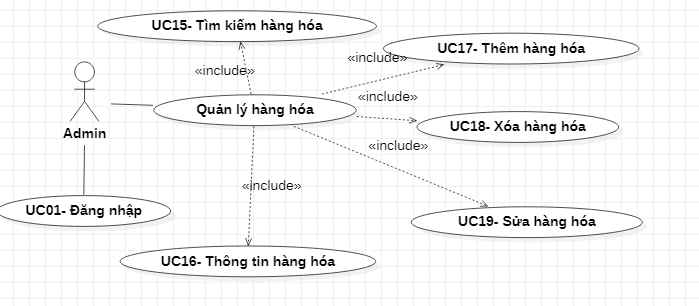 UC15- Tìm kiếm hàng hóa
UC17- Thêm hàng hóa
«include»
«include»
«include»
Quản lý hàng hóa
Admin
UC18- Xóa hàng hóa
«include»
«include»
UC01- Đăng nhập
UC19- Sửa hàng hóa
UC16- Thông tin hàng hóa